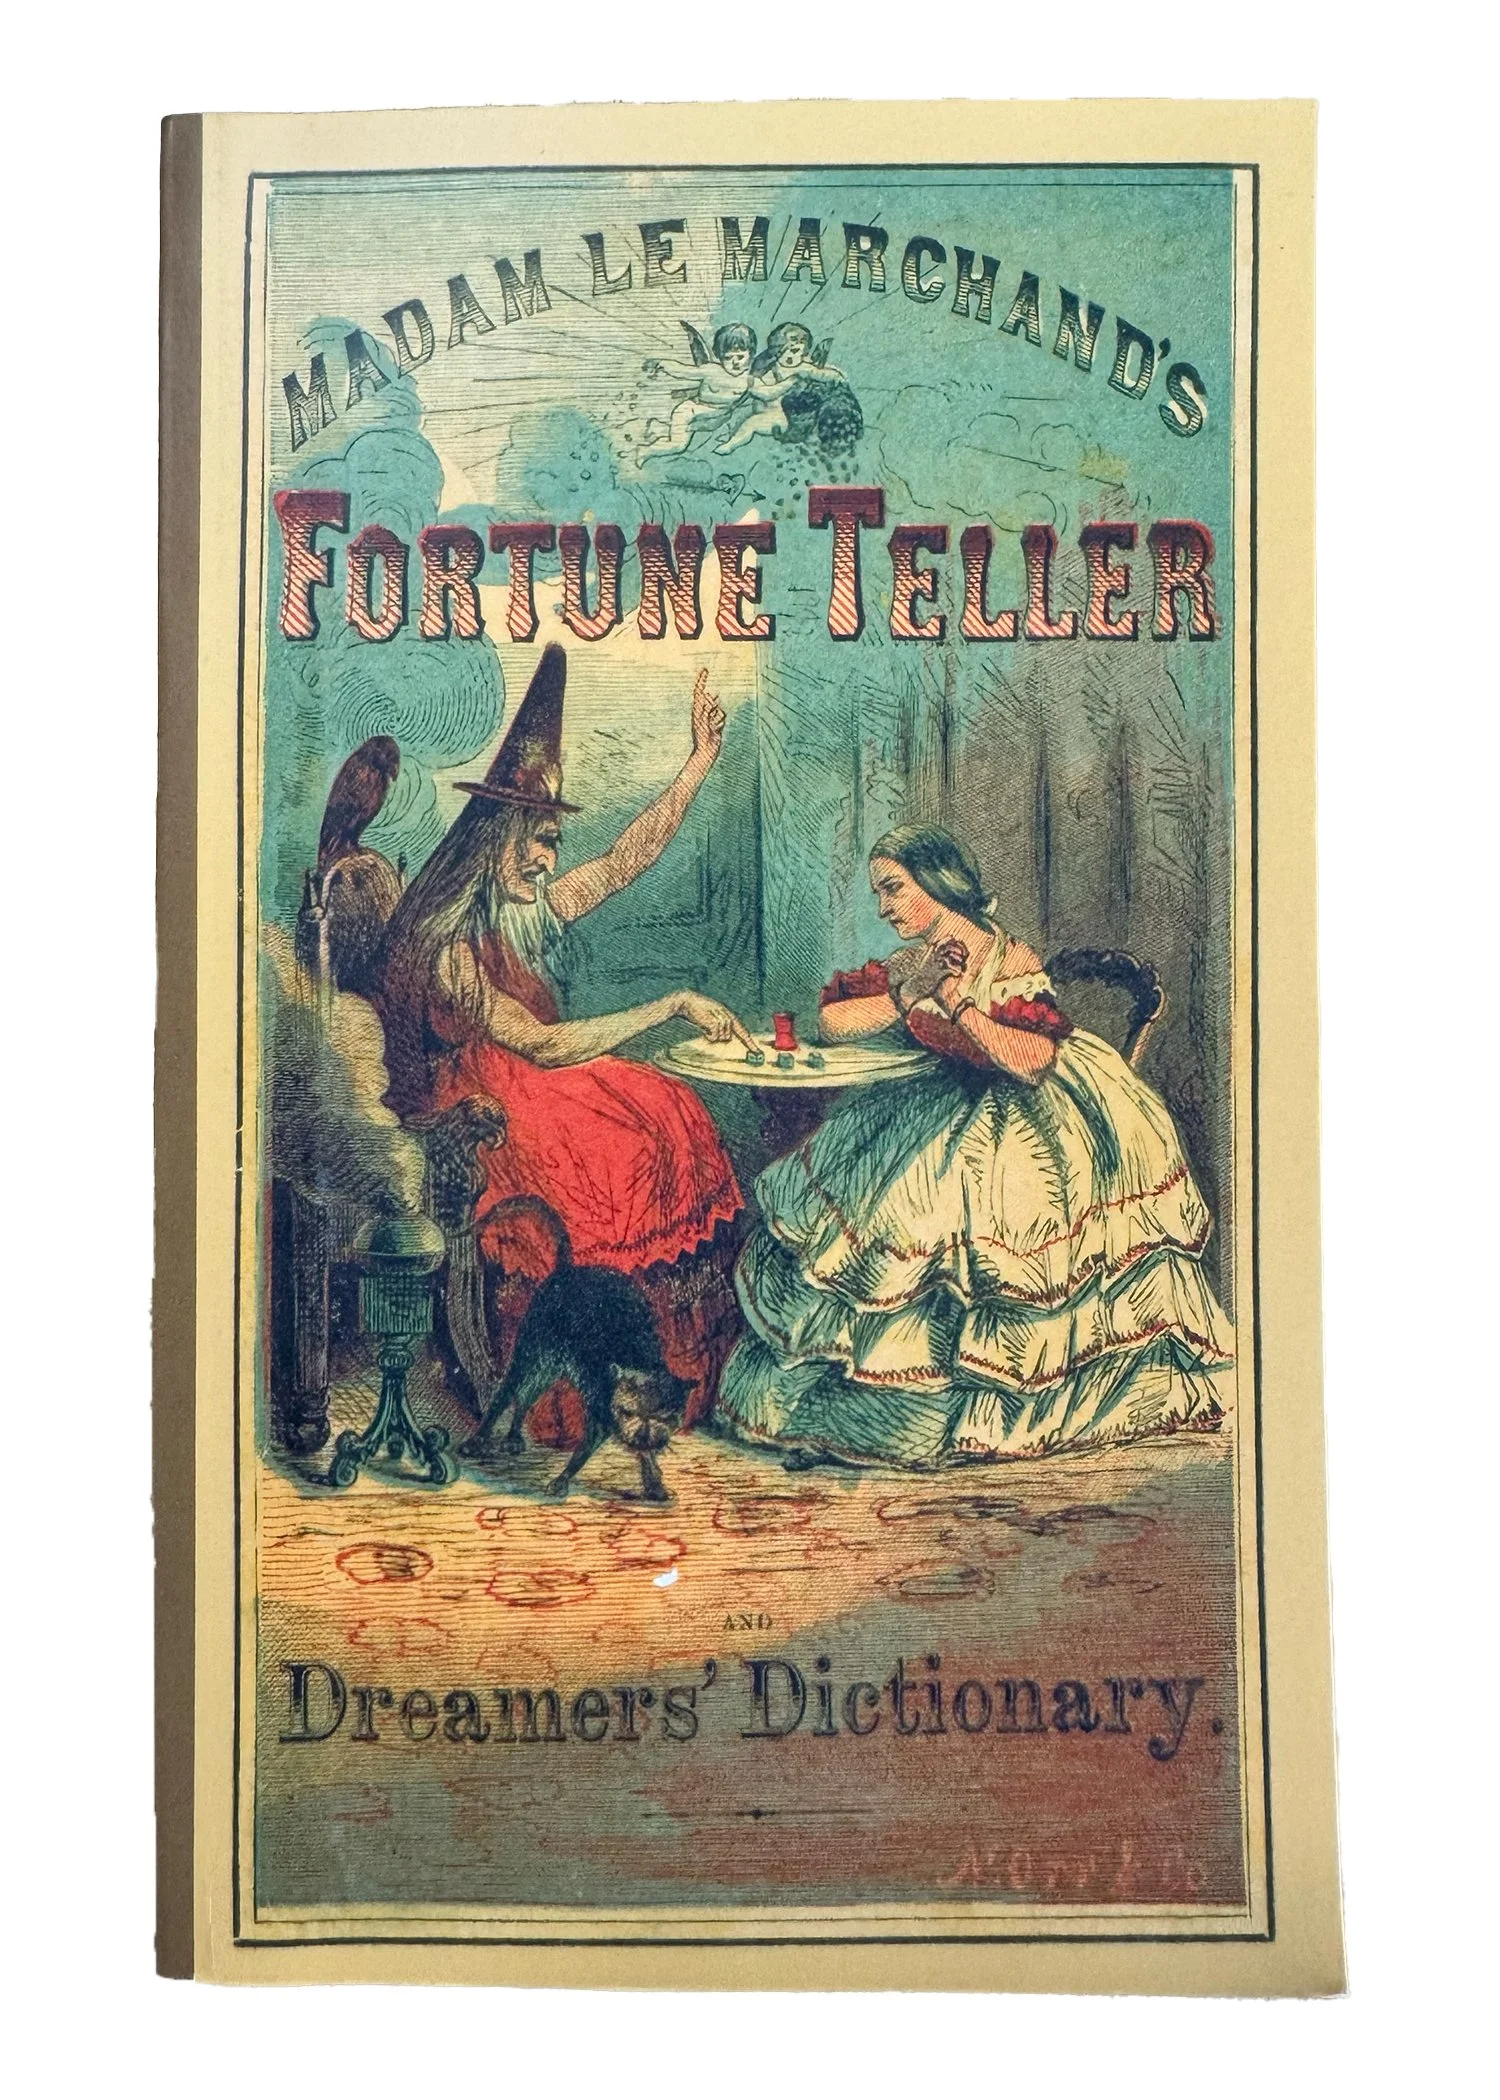 MADAM LE MARCHAND'S
FORTUNE TELLER
AND
Dreamers' Dictionary.